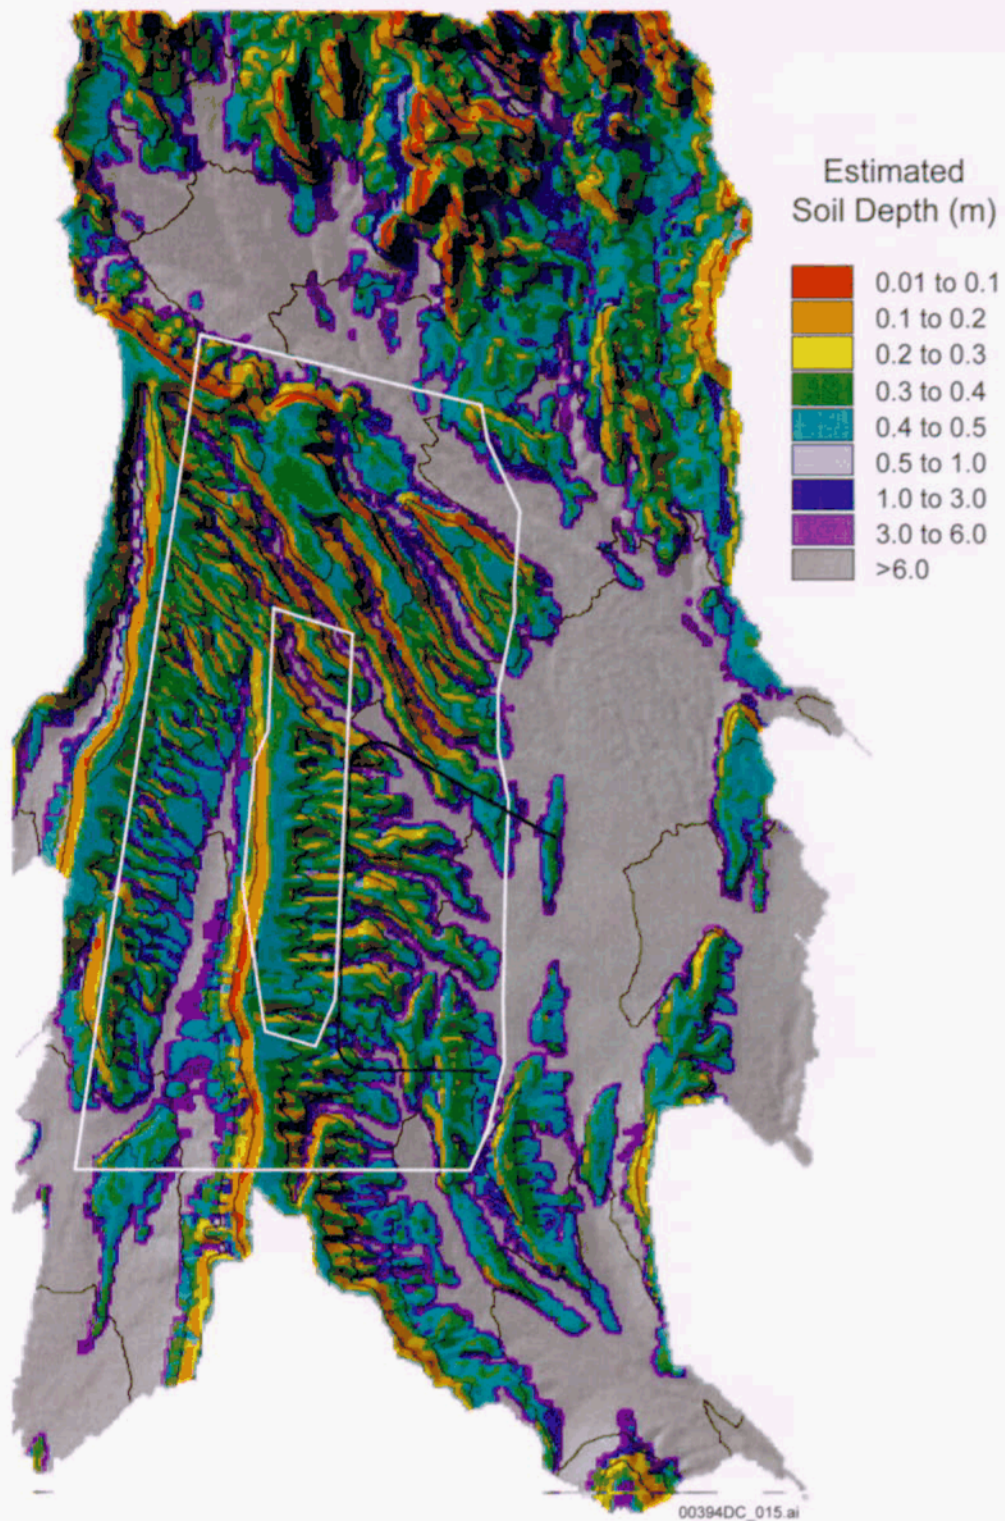 Estimated
Soil Depth (m)
0.01 to 0.1
0.1 to 0.2
0.2 to 0.3
0.3 to 0.4
0.4 to 0.5
0.5 to 1.0
1.0 to 3.0
3.0 to 6.0
>6.0
00394DC_015.ai